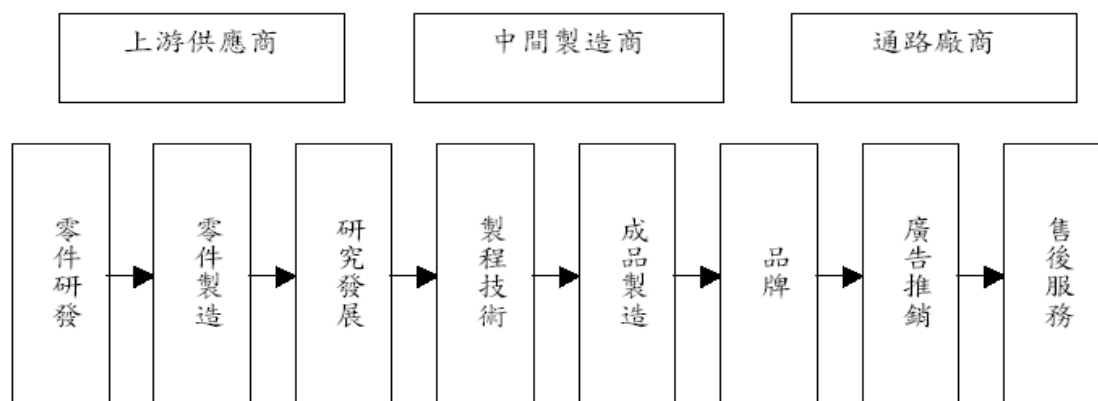 上游供應商
中間製造商
通路廠商
零件研發
零件製造
研究發展
製程技術
成品製造
品牌
廣告推銷
售後服務